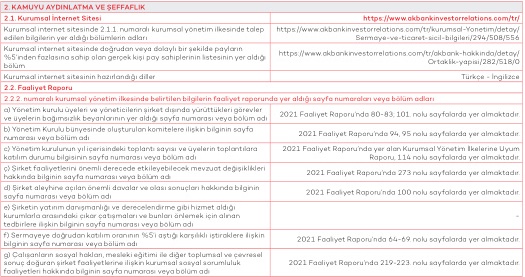 2. KAMUYU AYDINLATMA VE ŞEFFAFLIK
2.1. Kurumsal İnternet Sitesi https://www.akbankinvestorrelations.com/tr/
Kurumsal internet sitesinde 2.1.1. numaralı kurumsal yönetim ilkesinde talep
edilen bilgilerin yer aldığı bölümlerin adları
https://www.akbankinvestorrelations.com/tr/kurumsal-Yonetim/detay/
Sermaye-ve-ticaret-sicil-bilgileri/294/508/556
Kurumsal internet sitesinde doğrudan veya dolaylı bir şekilde payların
%5'inden fazlasına sahip olan gerçek kişi pay sahiplerinin listesinin yer aldığı
bölüm
https://www.akbankinvestorrelations.com/tr/akbank-hakkinda/detay/
Ortaklik-yapisi/282/518/0
Kurumsal internet sitesinin hazırlandığı diller Türkçe - İngilizce
2.2. Faaliyet Raporu
2.2.2. numaralı kurumsal yönetim ilkesinde belirtilen bilgilerin faaliyet raporunda yer aldığı sayfa numaraları veya bölüm adları
a) Yönetim kurulu üyeleri ve yöneticilerin şirket dışında yürüttükleri görevler
ve üyelerin bağımsızlık beyanlarının yer aldığı sayfa numarası veya bölüm adı
2021 Faaliyet Raporu'nda 80-83, 101. nolu sayfalarda yer almaktadır.
b) Yönetim Kurulu bünyesinde oluşturulan komitelere ilişkin bilginin sayfa
numarası veya bölüm adı
2021 Faaliyet Raporu'nda 94, 95 nolu sayfalarda yer almaktadır.
c) Yönetim kurulunun yıl içerisindeki toplantı sayısı ve üyelerin toplantılara
katılım durumu bilgisinin sayfa numarası veya bölüm adı
2021 Faaliyet Raporu'nda yer alan Kurumsal Yönetim İlkelerine Uyum
Raporu, 114 nolu sayfalarda yer almaktadır.
ç) Şirket faaliyetlerini önemli derecede etkileyebilecek mevzuat değişiklikleri
hakkında bilginin sayfa numarası veya bölüm adı
2021 Faaliyet Raporu'nda 273 nolu sayfalarda yer almaktadır.
d) Şirket aleyhine açılan önemli davalar ve olası sonuçları hakkında bilginin
sayfa numarası veya bölüm adı
2021 Faaliyet Raporu'nda 100 nolu sayfalarda yer almaktadır.
e) Şirketin yatırım danışmanlığı ve derecelendirme gibi hizmet aldığı
kurumlarla arasındaki çıkar çatışmaları ve bunları önlemek için alınan
tedbirlere ilişkin bilginin sayfa numarası veya bölüm adı
-
f) Sermayeye doğrudan katılım oranının %5'i aştığı karşılıklı iştiraklere ilişkin
bilginin sayfa numarası veya bölüm adı
2021 Faaliyet Raporu'nda 64-69 nolu sayfalarda yer almaktadır.
g) Çalışanların sosyal hakları, mesleki eğitimi ile diğer toplumsal ve çevresel
sonuç doğuran şirket faaliyetlerine ilişkin kurumsal sosyal sorumluluk
faaliyetleri hakkında bilginin sayfa numarası veya bölüm adı
2021 Faaliyet Raporu'nda 219-223 nolu sayfalarda yer almaktadır.